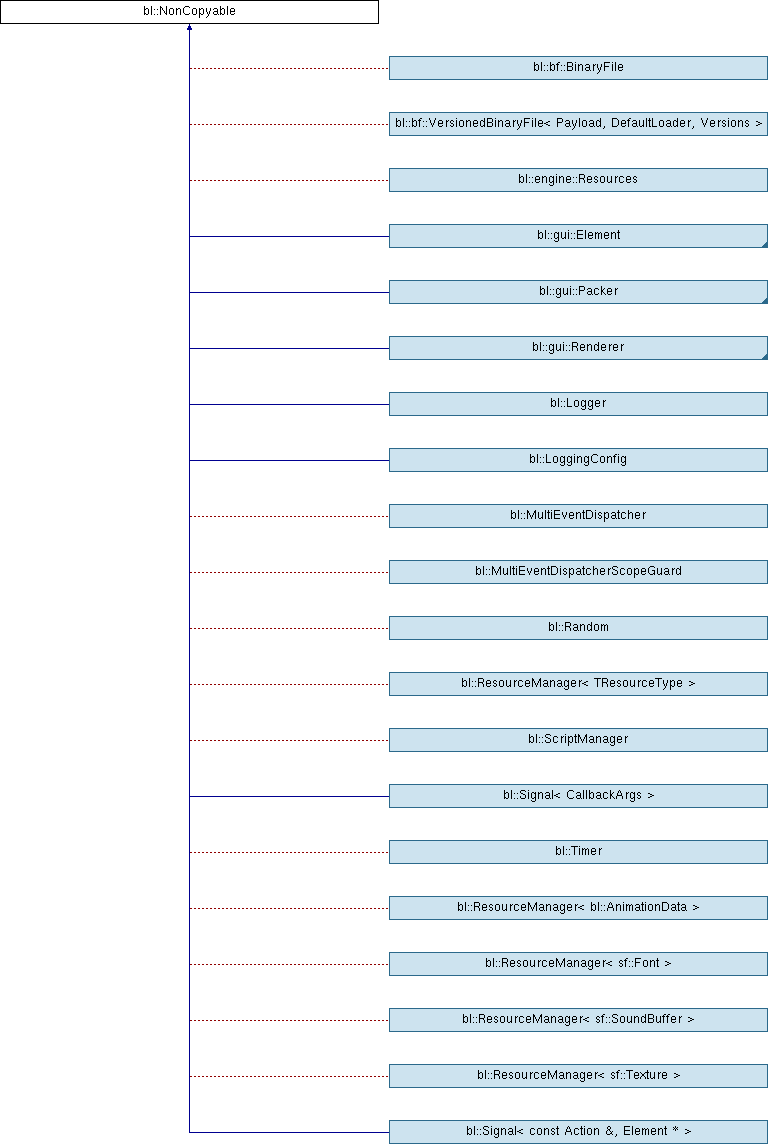 bl::NonCopyable
bl::bf::BinaryFile
bl::bf::VersionedBinaryFile< Payload, DefaultLoader, Versions >
bl::engine::Resources
bl::gui::Element
bl::gui::Packer
bl::gui::Renderer
bl::Logger
bl::LoggingConfig
bl::MultiEventDispatcher
bl::MultiEventDispatcherScopeGuard
bl::Random
bl::ResourceManager< TResourceType >
bl::ScriptManager
bl::Signal< CallbackArgs >
bl::Timer
bl::ResourceManager< bl::AnimationData >
bl::ResourceManager< sf::Font >
bl::ResourceManager< sf::SoundBuffer >
bl::ResourceManager< sf::Texture >
bl::Signal< const Action &, Element * >